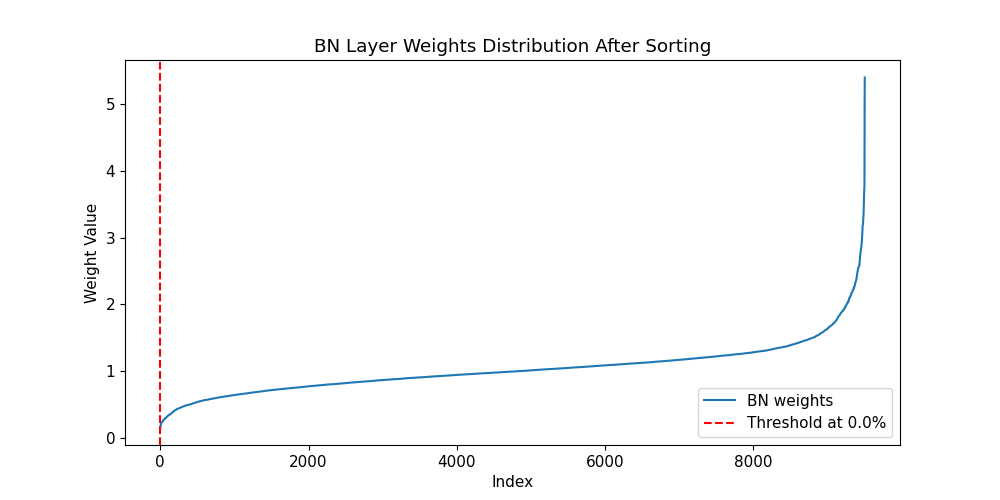 BN Layer Weights Distribution After Sorting
5
4
3
2
1
0
Weight Value
BN weights
Threshold at 0.0%
0 2000 4000 6000 8000
Index